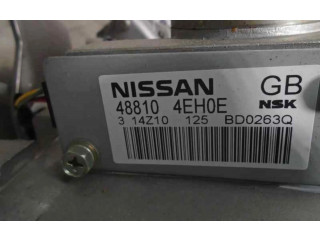 NISSAN GB
48810 4EH0E NSK
3 14Z10 125 BD0263Q